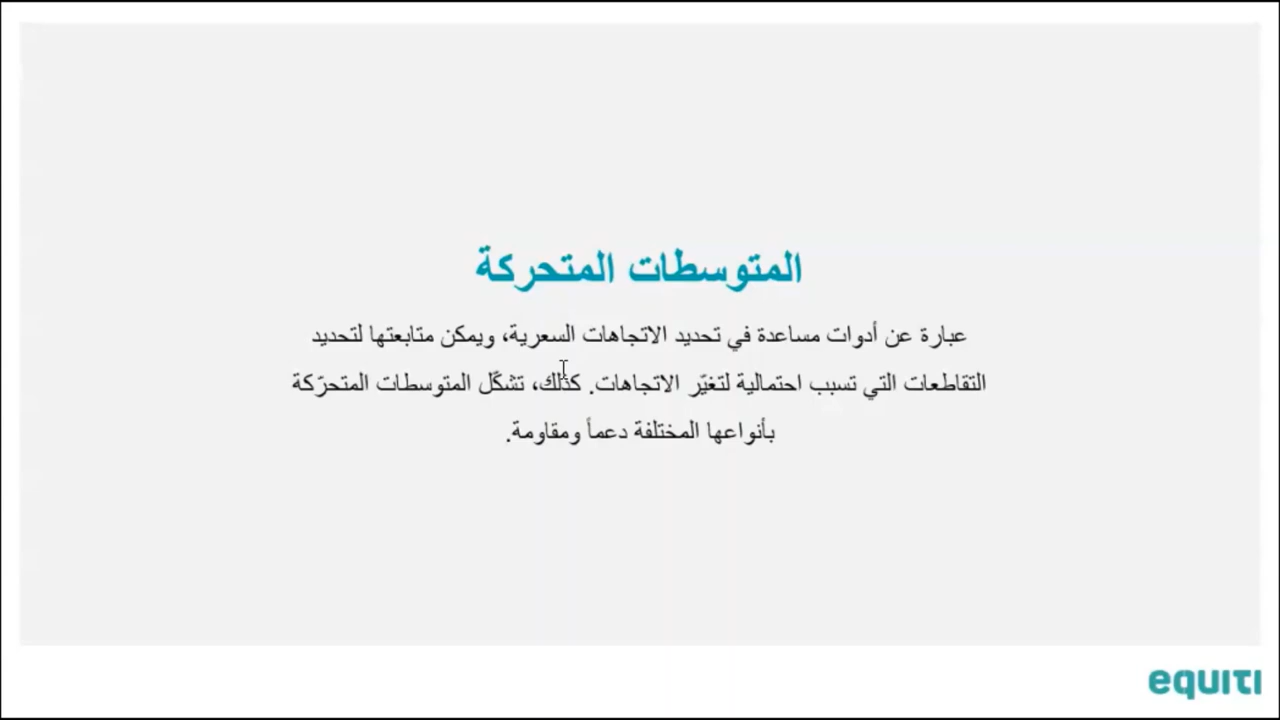 المتوسطات المتحركة
عبارة عن أدوات مساعدة في تحديد الاتجاهات السعرية، ويمكن متابعتها لتحديد
التقاطعات التي تسبب احتمالية لتغيّر الاتجاهات. كذلك، تشكّل المتوسطات المتحرّكة
بأنواعها المختلفة دعماً ومقاومة.
equiti